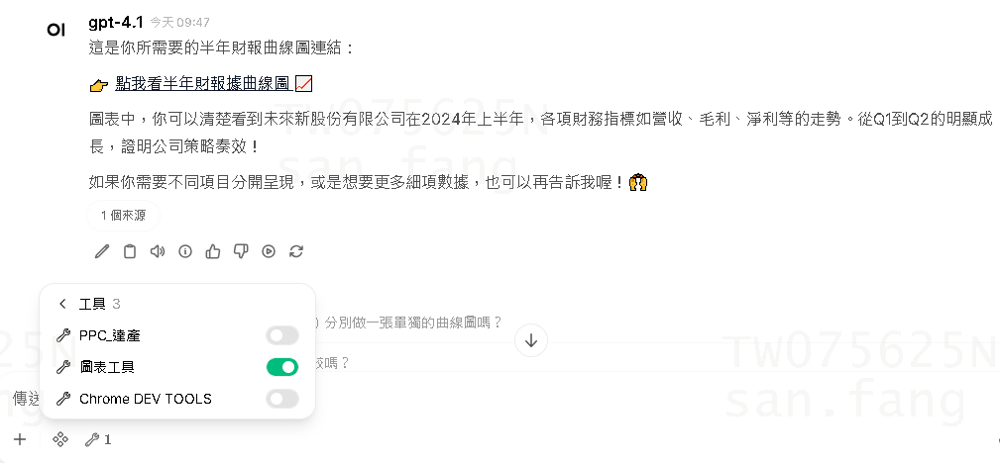 OI gpt-4.1 今天 09:47
這是你所需要的半年財報曲線圖連結：
👉 點我看半年財報據曲線圖 📈
圖表中，你可以清楚看到未來新股份有限公司在2024年上半年，各項財務指標如營收、毛利、淨利等的走勢。從Q1到Q2的明顯成
長，證明公司策略奏效！
如果你需要不同項目分開呈現，或是想要更多細項數據，也可以再告訴我喔！🙌
1 個來源
TW075625N
san.fang
工具 3
PPC_達產
圖表工具
Chrome DEV TOOLS
) 分別做一張單獨的曲線圖嗎？
較嗎？
25N
TW075625N
san.fang
傳送
ng
1